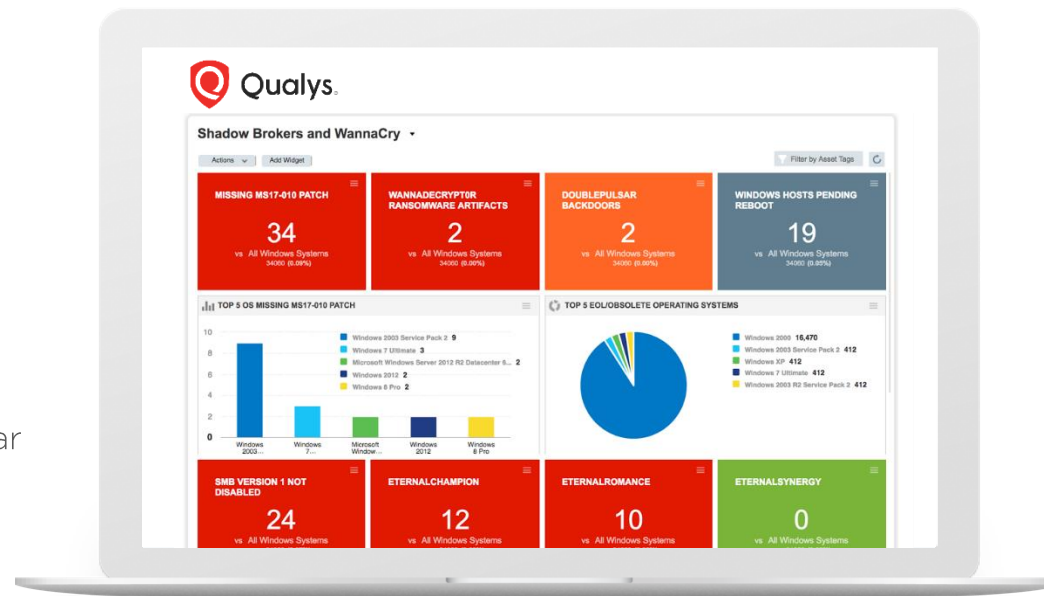 Qualys.
Shadow Brokers and WannaCry
Actions
Add Widget
Filter by Asset Tags
MISSING MS17-010 PATCH
34
vs All Windows Systems
34060 (0.09%)
WANNADECRYPT0R
RANSOMWARE ARTIFACTS
2
vs All Windows Systems
34060 (0.00%)
DOUBLEPULSAR
BACKDOORS
2
vs All Windows Systems
34060 (0.00%)
WINDOWS HOSTS PENDING
REBOOT
19
vs All Windows Systems
34060 (0.05%)
TOP 5 OS MISSING MS17-010 PATCH
10
8
6
4
2
0
Windows 2003 Service Pack 2 9
Windows 7 Ultimate 3
Microsoft Windows Server 2012 R2 Datacenter 6... 2
Windows 2012 2
Windows 8 Pro 2
Windows
2003...
Windows
7...
Microsoft
Window...
Windows
2012
Windows
8 Pro
TOP 5 EOL/OBSOLETE OPERATING SYSTEMS
Windows 2000 16,470
Windows 2003 Service Pack 2 412
Windows XP 412
Windows 7 Ultimate 412
Windows 2003 R2 Service Pack 2 412
ar
SMB VERSION 1 NOT
DISABLED
24
vs All Windows Systems
ETERNALCHAMPION
12
vs All Windows Systems
ETERNALROMANCE
10
vs All Windows Systems
ETERNALSYNERGY
0
vs All Windows Systems